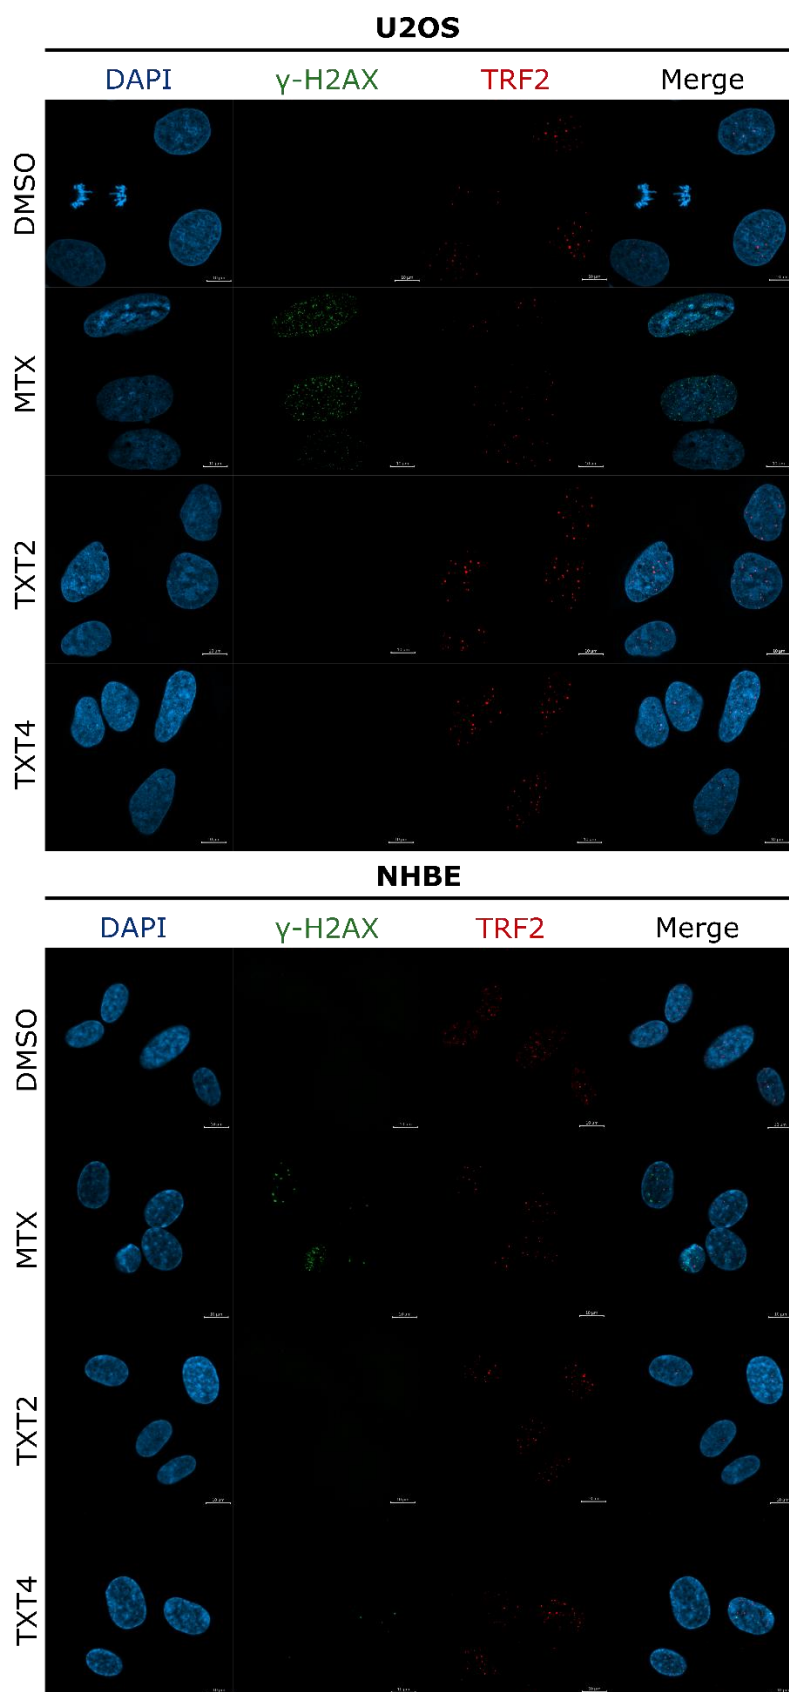 U2OS
DAPI γ-H2AX TRF2 Merge
DMSO
MTX
TXT2
TXT4
NHBE
DAPI γ-H2AX TRF2 Merge
DMSO
MTX
TXT2
TXT4